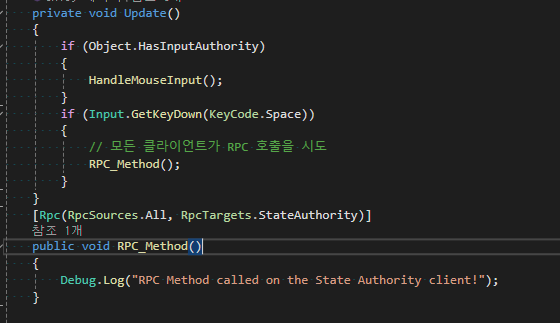 private void Update()
{
if (Object.HasInputAuthority)
{
HandleMouseInput();
}
if (Input.GetKeyDown(KeyCode.Space))
{
// 모든 클라이언트가 RPC 호출을 시도
RPC_Method();
}
}
[Rpc(RpcSources.All, RpcTargets.StateAuthority)]
참조 1개
public void RPC_Method()
{
Debug.Log("RPC Method called on the State Authority client!");
}